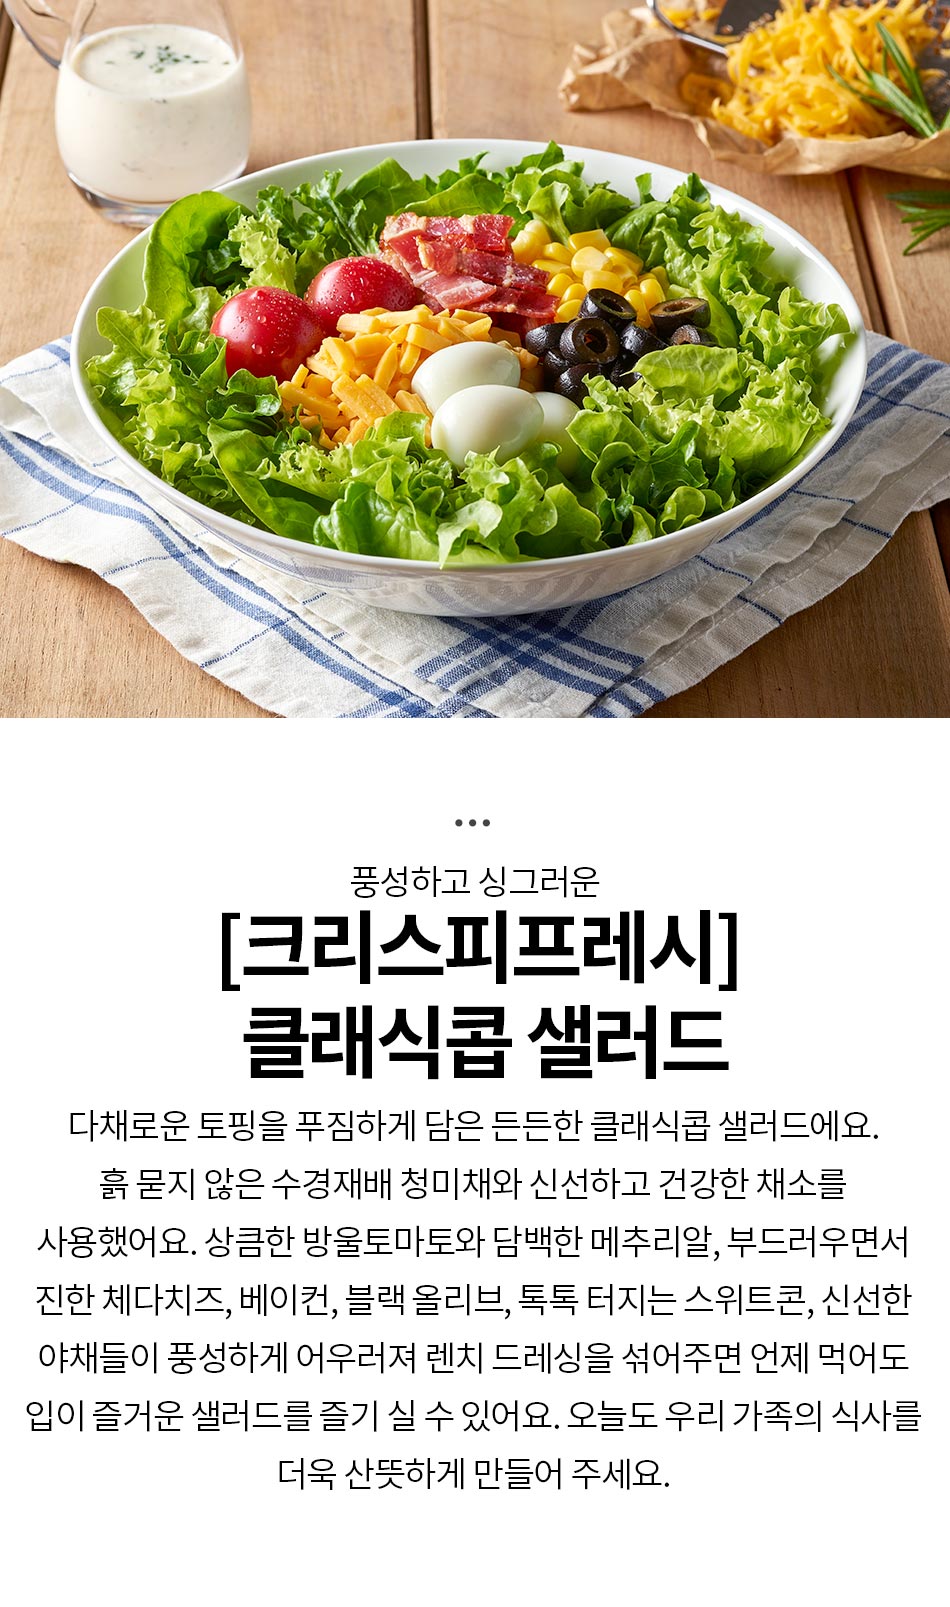 풍성하고 싱그러운
[크리스피프레시]
클래식콥 샐러드
다채로운 토핑을 푸짐하게 담은 든든한 클래식콥 샐러드에요.
흙 묻지 않은 수경재배 청미채와 신선하고 건강한 채소를
사용했어요. 상큼한 방울토마토와 담백한 메추리알, 부드러우면서
진한 체다치즈, 베이컨, 블랙 올리브, 톡톡 터지는 스위트콘, 신선한
야채들이 풍성하게 어우러져 렌치 드레싱을 섞어주면 언제 먹어도
입이 즐거운 샐러드를 즐기 실 수 있어요. 오늘도 우리 가족의 식사를
더욱 산뜻하게 만들어 주세요.